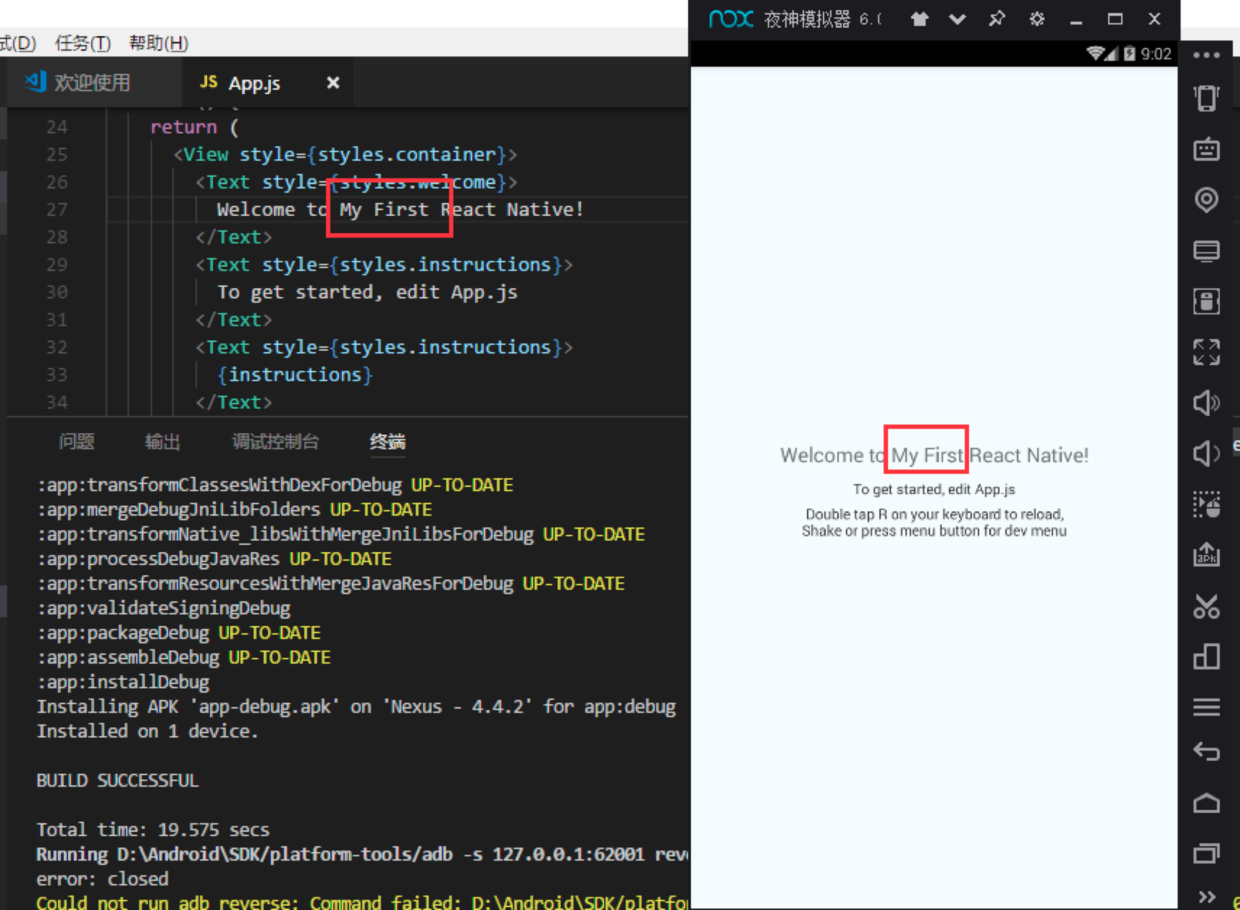 nox 夜神模拟器 6.
9:02
任务(T) 帮助(H)
欢迎使用 JS App.js
24 return (
25 <View style={styles.container}>
26 <Text style={styles.welcome}>
27 Welcome to My First React Native!
28 </Text>
29 <Text style={styles.instructions}>
30 To get started, edit App.js
31 </Text>
32 <Text style={styles.instructions}>
33 {instructions}
34 </Text>
问题 输出 调试控制台 终端
:app:transformClassesWithDexForDebug UP-TO-DATE
:app:mergeDebugJniLibFolders UP-TO-DATE
:app:transformNative_libsWithMergeJniLibsForDebug UP-TO-DATE
:app:processDebugJavaRes UP-TO-DATE
:app:transformResourcesWithMergeJavaResForDebug UP-TO-DATE
:app:validateSigningDebug
:app:packageDebug UP-TO-DATE
:app:assembleDebug UP-TO-DATE
:app:installDebug
Installing APK 'app-debug.apk' on 'Nexus - 4.4.2' for app:debug
Installed on 1 device.
BUILD SUCCESSFUL
Total time: 19.575 secs
Running D:\Android\SDK/platform-tools/adb -s 127.0.0.1:62001 rev
error: closed
Could not run adb reverse: Command failed: D:\Android\SDK/platfo
Welcome to My First React Native!
To get started, edit App.js
Double tap R on your keyboard to reload,
Shake or press menu button for dev menu